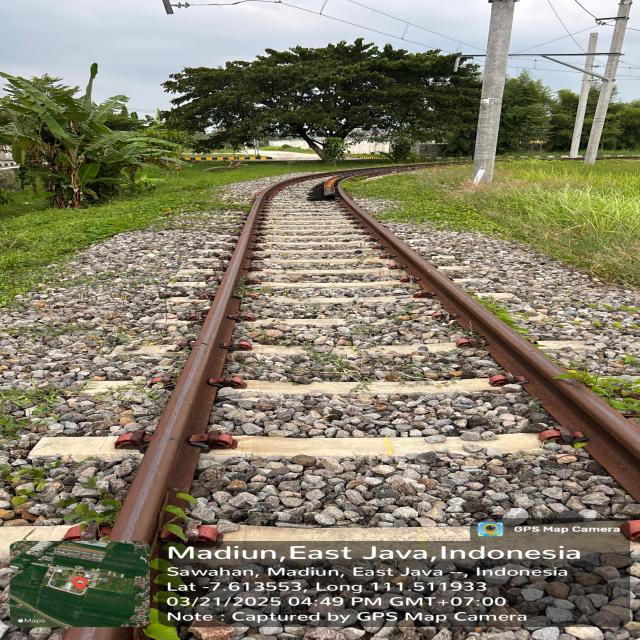 GPS Map Camera
Madiun,East Java,Indonesia
Sawahan, Madiun, East Java —, Indonesia
Lat -7.613553, Long 111.511933
03/21/2025 04:49 PM GMT+07:00
Note : Captured by GPS Map Camera
Maps